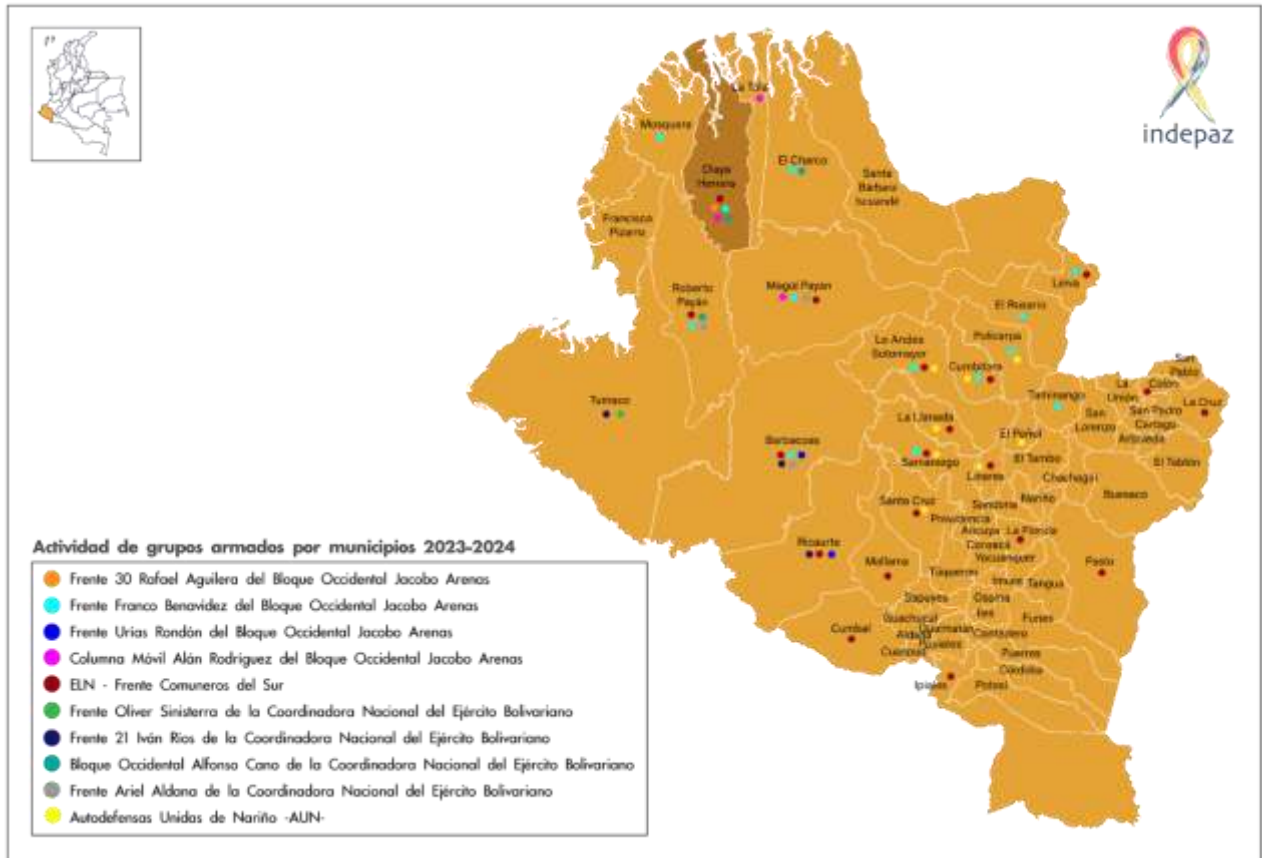 indepaz
La Tola
Mosquera
El Charco
Olaya
Herrera
Santa
Bárbara
Iscuandé
Francisco
Pizarro
Leiva
Roberto
Payán
Magüi Payán
El Rosario
Policarpa
Los Andes
Sotomayor
Cumbitara
San
Pablo
La
Unión
Colón
La Cruz
Taminango
San
Lorenzo
San Pedro
Cartago
Arboleda
Tumaco
La Llanada
El Peñol
Barbacoas
Samaniego
Linares
El Tambo
El Tablón
Chachagüí
Buesaco
Santa Cruz
Sandoná
Nariño
Providencia
Ancuya
La Florida
Consacá
Yacuanquer
Ricaurte
Mallama
Túquerres
Imués
Tangua
Pasto
Sapuyes
Ospina
Iles
Guachucal
Funes
Cumbal
Aldana
Gualmatán
Pupiales
Contadero
Cuaspud
Puerres
Córdoba
Ipiales
Potosí
Actividad de grupos armados por municipios 2023-2024
Frente 30 Rafael Aguilera del Bloque Occidental Jacobo Arenas
Frente Franco Benavidez del Bloque Occidental Jacobo Arenas
Frente Urias Rondón del Bloque Occidental Jacobo Arenas
Columna Móvil Alán Rodríguez del Bloque Occidental Jacobo Arenas
ELN - Frente Comuneros del Sur
Frente Oliver Sinisterra de la Coordinadora Nacional del Ejército Bolivariano
Frente 21 Iván Ríos de la Coordinadora Nacional del Ejército Bolivariano
Bloque Occidental Alfonso Cano de la Coordinadora Nacional del Ejército Bolivariano
Frente Ariel Aldana de la Coordinadora Nacional del Ejército Bolivariano
Autodefensas Unidas de Nariño -AUN-